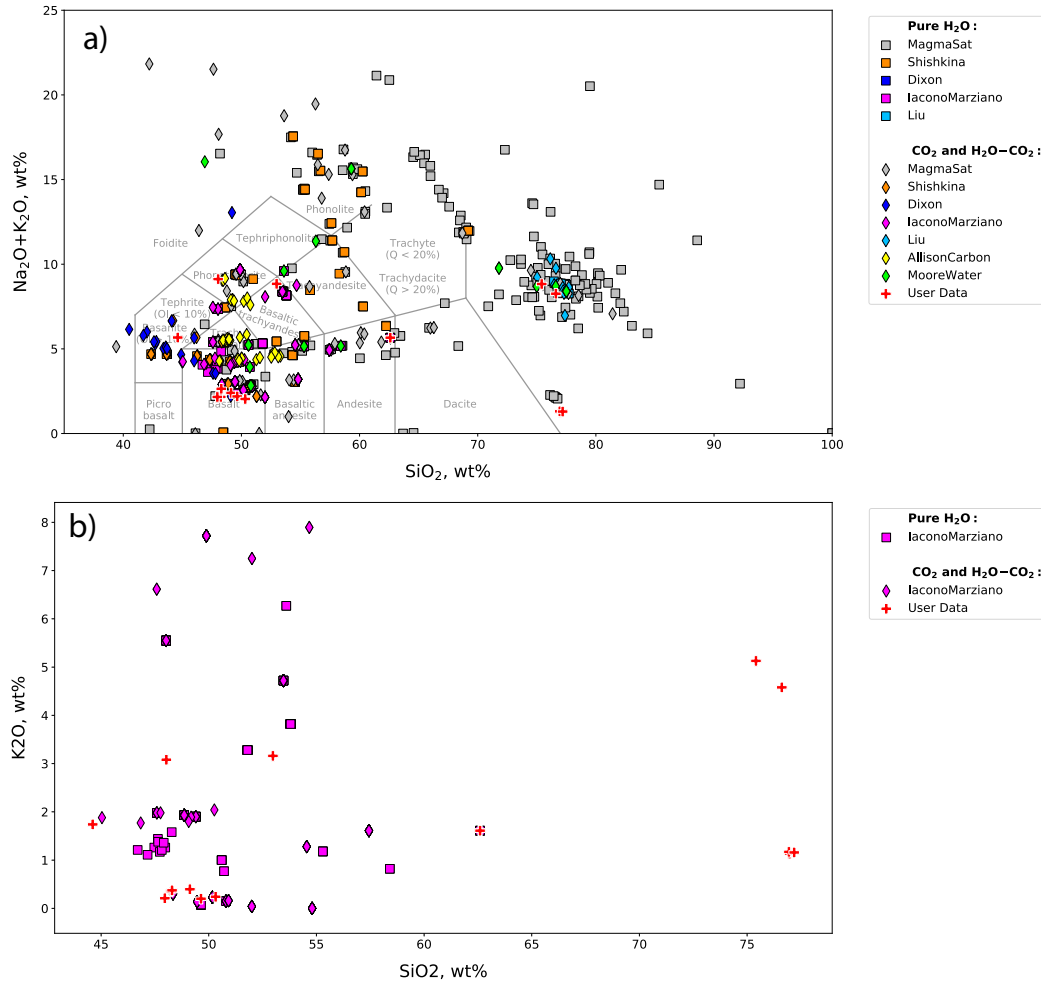 a)
25
20
15
10
5
0
Na₂O+K₂O, wt%
Phonolite
Foidite
Tephriphonolite
Trachyte
(Q < 20%)
Trachydacite
(Q > 20%)
Tephrite
(Ol < 10%)
Basaltic
Picro
basalt
Basalt
Basaltic
andesite
Andesite
Dacite
40
50
60
70
80
90
100
SiO₂, wt%
Pure H₂O:
MagmaSat
Shishkina
Dixon
IaconoMarziano
Liu
CO₂ and H₂O−CO₂:
MagmaSat
Shishkina
Dixon
IaconoMarziano
Liu
AllisonCarbon
MooreWater
User Data
b)
8
7
6
5
4
3
2
1
0
K2O, wt%
45
50
55
60
65
70
75
SiO2, wt%
Pure H₂O:
IaconoMarziano
CO₂ and H₂O−CO₂:
IaconoMarziano
User Data